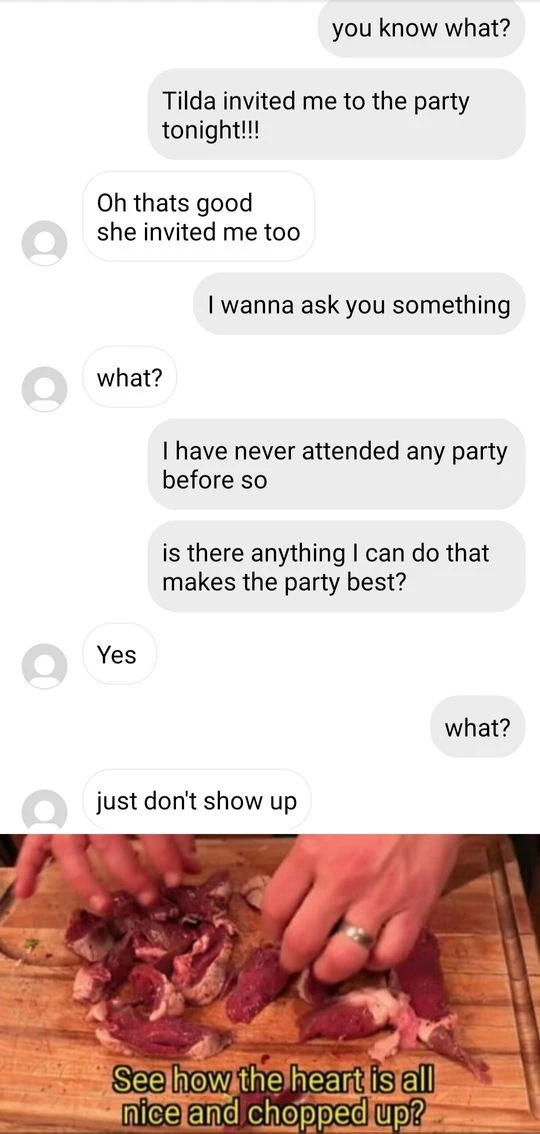 you know what?
Tilda invited me to the party
tonight!!!
Oh thats good
she invited me too
I wanna ask you something
what?
I have never attended any party
before so
is there anything I can do that
makes the party best?
Yes
what?
just don't show up
See how the heart is all
nice and chopped up?